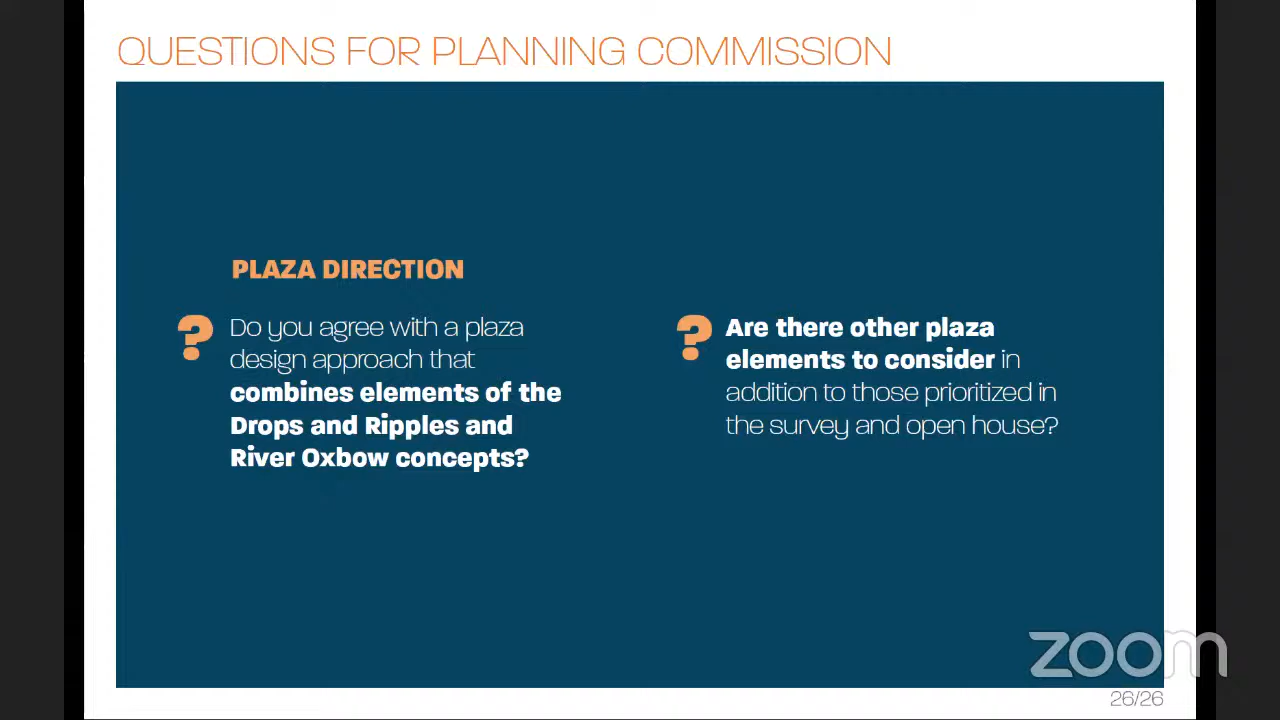 QUESTIONS FOR PLANNING COMMISSION
PLAZA DIRECTION
? Do you agree with a plaza
design approach that
combines elements of the
Drops and Ripples and
River Oxbow concepts?
? Are there other plaza
elements to consider in
addition to those prioritized in
the survey and open house?
zoom
26/26